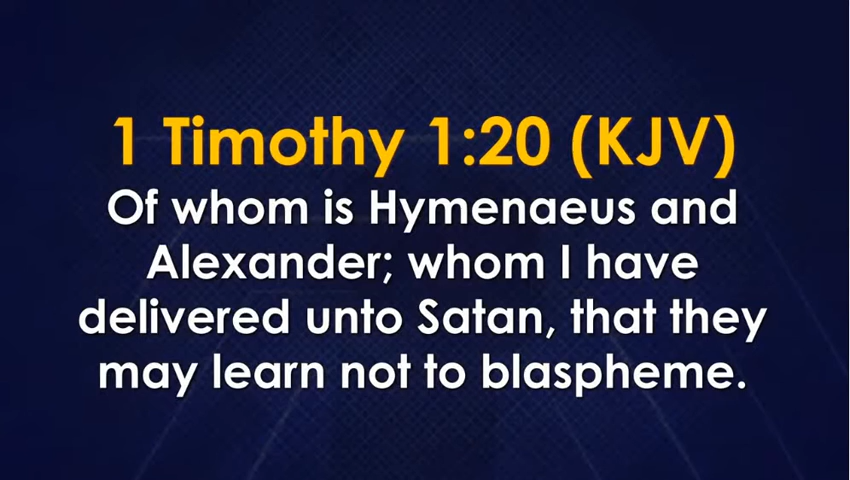 1 Timothy 1:20 (KJV)
Of whom is Hymenaeus and
Alexander; whom I have
delivered unto Satan, that they
may learn not to blaspheme.